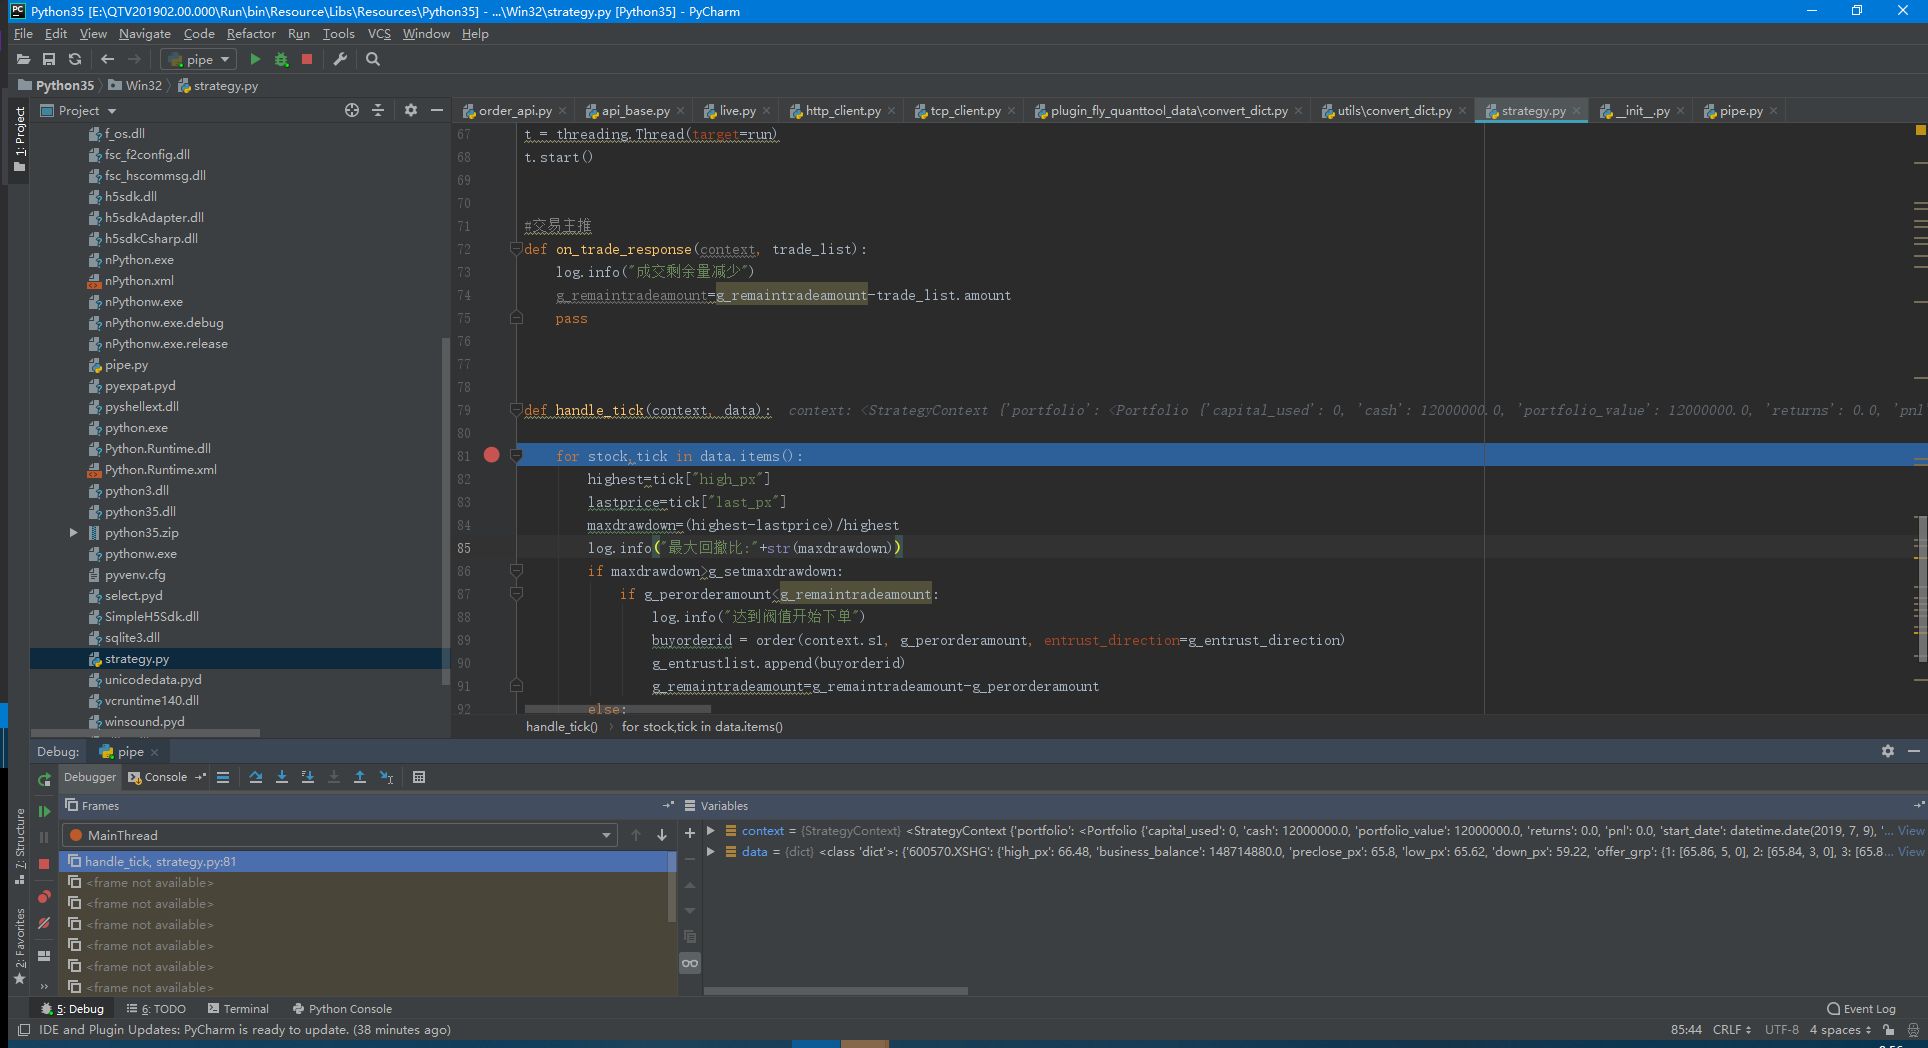 Python35 [E:\QTV201902.00.000\Run\bin\Resource\Libs\Resources\Python35] - ...\Win32\strategy.py [Python35] - PyCharm
File Edit View Navigate Code Refactor Run Tools VCS Window Help
pipe
Python35 Win32 strategy.py
1: Project
Project
f_os.dll
fsc_f2config.dll
fsc_hscommsg.dll
h5sdk.dll
h5sdkAdapter.dll
h5sdkCsharp.dll
nPython.exe
nPython.xml
nPythonw.exe
nPythonw.exe.debug
nPythonw.exe.release
pipe.py
pyexpat.pyd
pyshellext.dll
python.exe
Python.Runtime.dll
Python.Runtime.xml
python3.dll
python35.dll
python35.zip
pythonw.exe
pyvenv.cfg
select.pyd
SimpleH5Sdk.dll
sqlite3.dll
strategy.py
unicodedata.pyd
vcruntime140.dll
winsound.pyd
order_api.py api_base.py live.py http_client.py tcp_client.py plugin_fly_quanttool_data\convert_dict.py utils\convert_dict.py strategy.py __init__.py pipe.py
67 t = threading.Thread(target=run)
68 t.start()
69
70
71 #交易主推
72 def on_trade_response(context, trade_list):
73 log.info("成交剩余量减少")
74 g_remaintradeamount=g_remaintradeamount-trade_list.amount
75 pass
76
77
78
79 def handle_tick(context, data): context: <StrategyContext {'portfolio': <Portfolio {'capital_used': 0, 'cash': 12000000.0, 'portfolio_value': 12000000.0, 'returns': 0.0, 'pnl'
80
81 for stock,tick in data.items():
82 highest=tick["high_px"]
83 lastprice=tick["last_px"]
84 maxdrawdown=(highest-lastprice)/highest
85 log.info("最大回撤比:"+str(maxdrawdown))
86 if maxdrawdown>g_setmaxdrawdown:
87 if g_perorderamount<g_remaintradeamount:
88 log.info("达到阀值开始下单")
89 buyorderid = order(context.s1, g_perorderamount, entrust_direction=g_entrust_direction)
90 g_entrustlist.append(buyorderid)
91 g_remaintradeamount=g_remaintradeamount-g_perorderamount
92 else:
handle_tick() for stock,tick in data.items()
Debug: pipe
Debugger Console
Frames
MainThread
handle_tick, strategy.py:81
<frame not available>
<frame not available>
<frame not available>
<frame not available>
<frame not available>
<frame not available>
Variables
context = {StrategyContext} <StrategyContext {'portfolio': <Portfolio {'capital_used': 0, 'cash': 12000000.0, 'portfolio_value': 12000000.0, 'returns': 0.0, 'pnl': 0.0, 'start_date': datetime.date(2019, 7, 9), '... View
data = {dict} <class 'dict'>: {'600570.XSHG': {'high_px': 66.48, 'business_balance': 148714880.0, 'preclose_px': 65.8, 'low_px': 65.62, 'down_px': 59.22, 'offer_grp': {1: [65.86, 5, 0], 2: [65.84, 3, 0], 3: [65.8... View
7: Structure
2: Favorites
5: Debug 6: TODO Terminal Python Console Event Log
IDE and Plugin Updates: PyCharm is ready to update. (38 minutes ago) 85:44 CRLF UTF-8 4 spaces